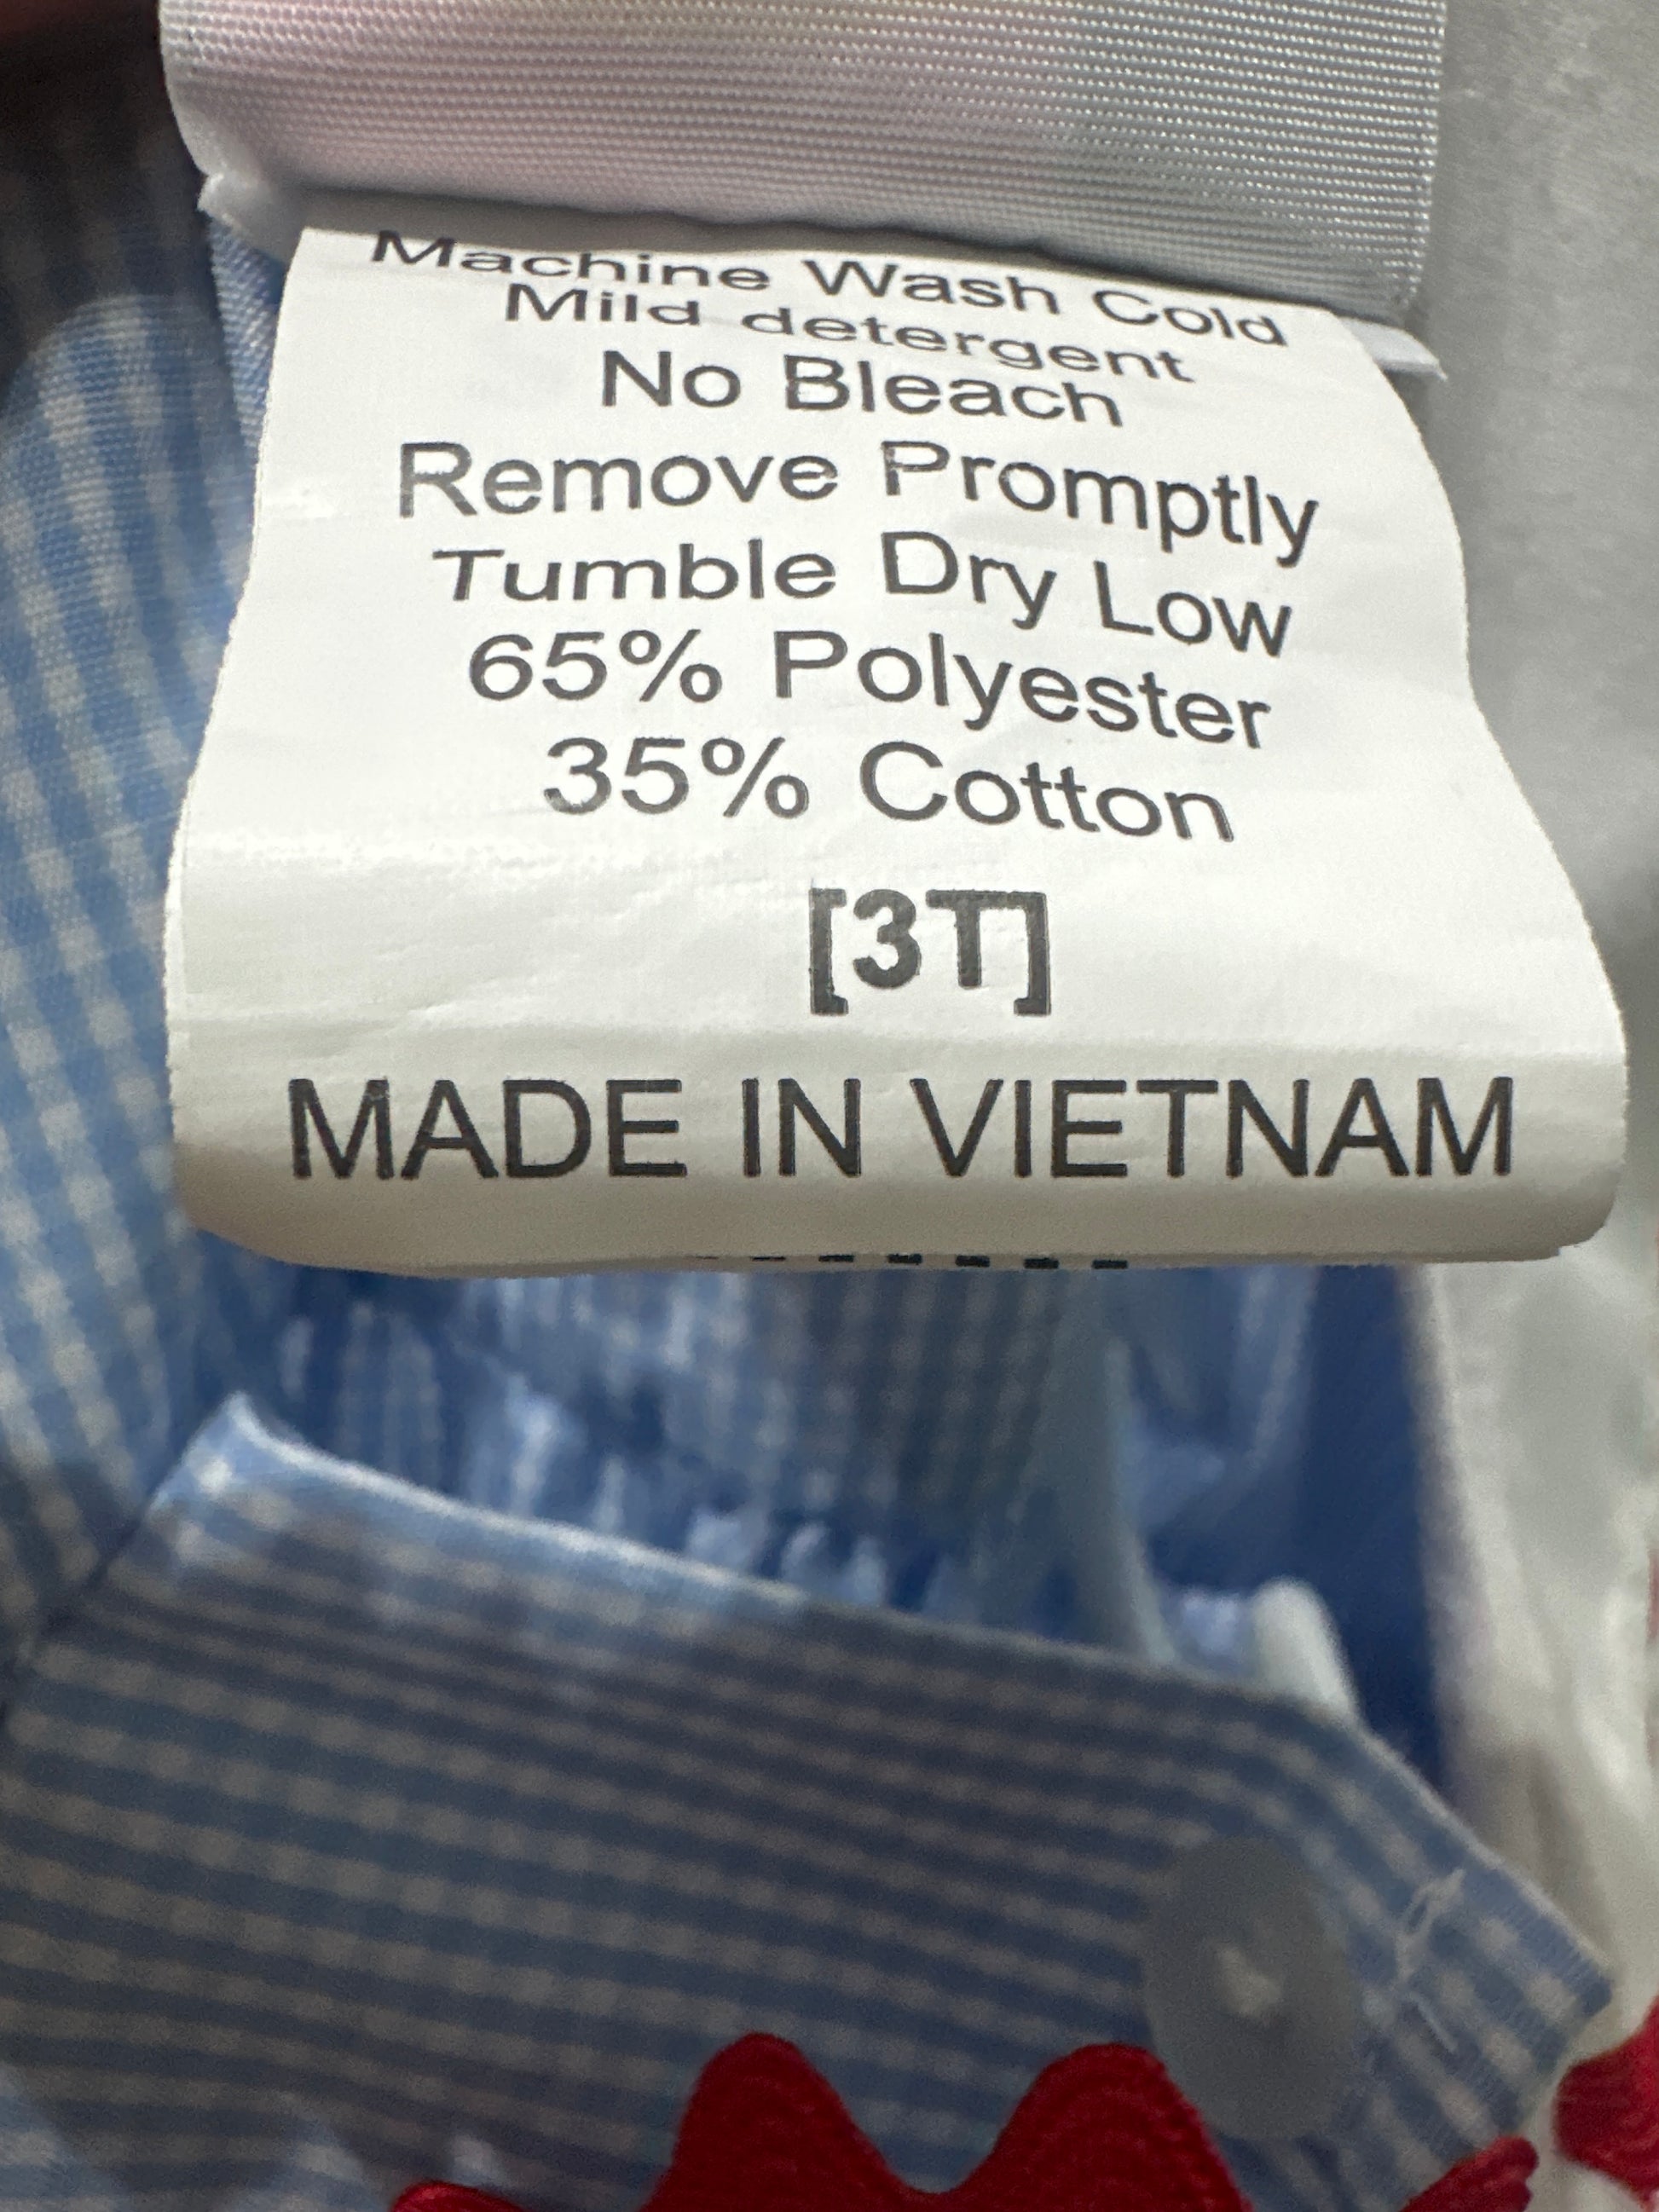 Machine Wash Cold
Mild detergent
No Bleach
Remove Promptly
Tumble Dry Low
65% Polyester
35% Cotton
[3T]
MADE IN VIETNAM